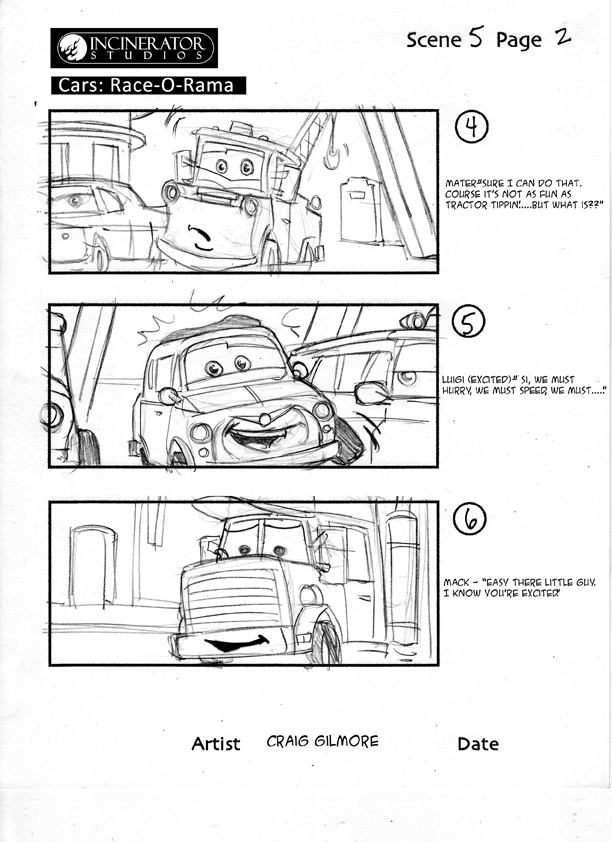 INCINERATOR
STUDIOS
Scene 5 Page 2
Cars: Race-O-Rama
4
MATER"SURE I CAN DO THAT.
COURSE IT'S NOT AS FUN AS
TRACTOR TIPPIN'....BUT WHAT IS??"
5
LUIGI (EXCITED)" SI, WE MUST
HURRY, WE MUST SPEED, WE MUST....."
6
MACK - "EASY THERE LITTLE GUY.
I KNOW YOU'RE EXCITED"
Artist CRAIG GILMORE Date